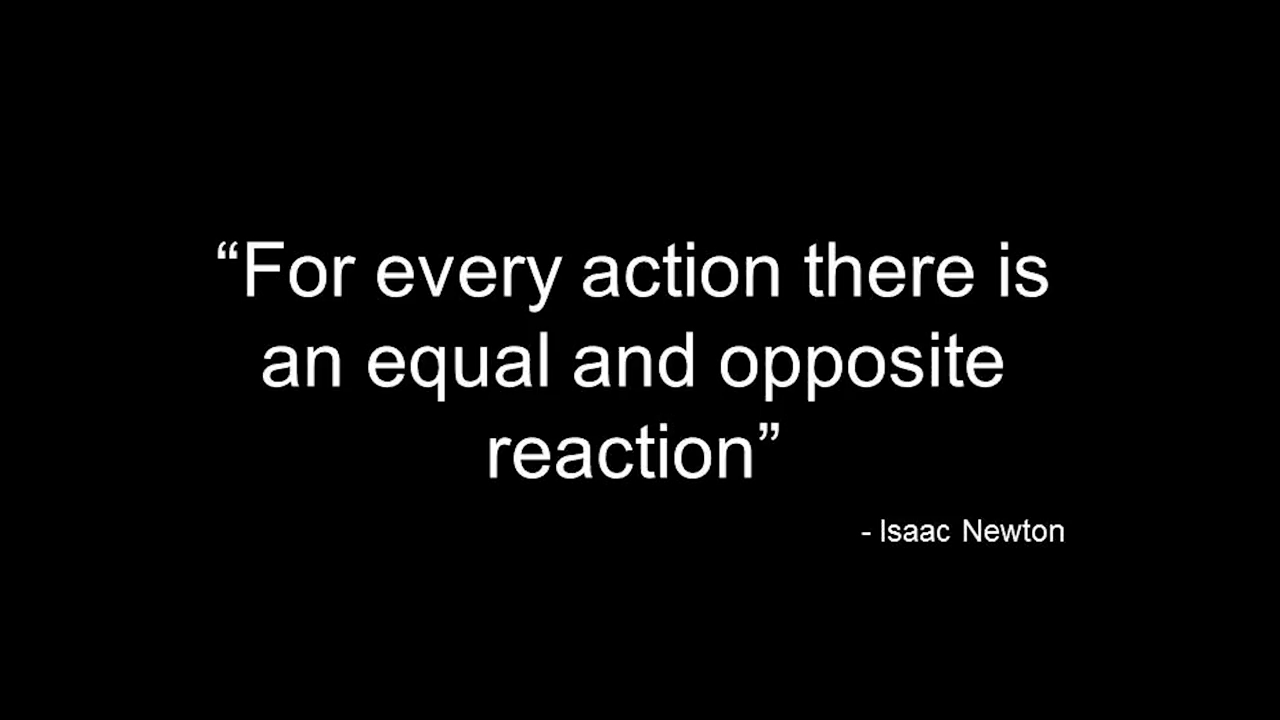 “For every action there is
an equal and opposite
reaction”
- Isaac Newton